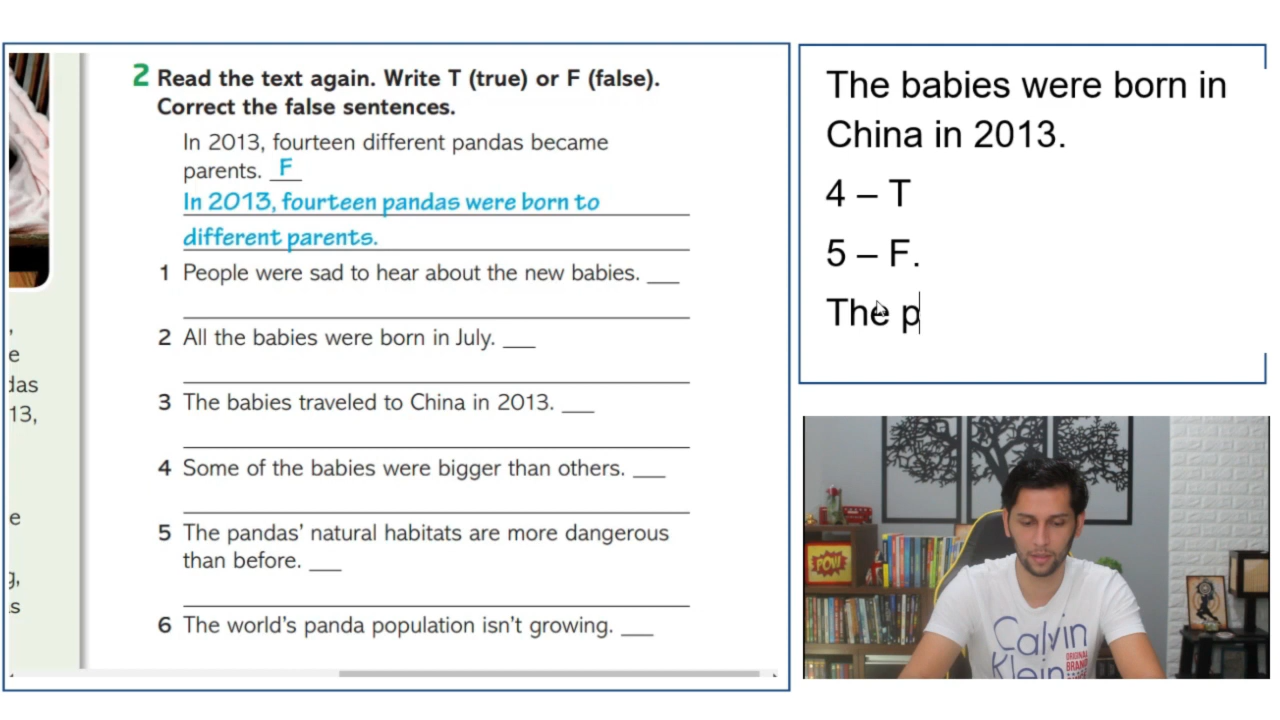 2 Read the text again. Write T (true) or F (false).
Correct the false sentences.
In 2013, fourteen different pandas became
parents. F
In 2013, fourteen pandas were born to
different parents.
1 People were sad to hear about the new babies. ___
2 All the babies were born in July. ___
3 The babies traveled to China in 2013. ___
4 Some of the babies were bigger than others. ___
5 The pandas' natural habitats are more dangerous
than before. ___
6 The world's panda population isn't growing. ___
,
e
das
13,
e
g,
s
The babies were born in
China in 2013.
4 – T
5 – F.
The p
POW!
Calvin
Klein
ORIGINAL
BRAND